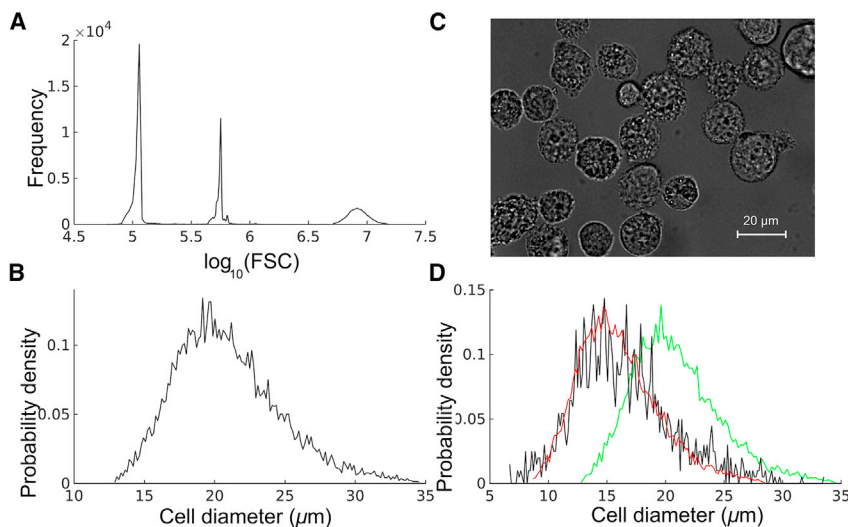 A
2 ×10⁴
1.5
1
0.5
0
Frequency
4.5 5 5.5 6 6.5 7 7.5
log₁₀(FSC)
B
0.1
0.05
0
Probability density
10 15 20 25 30 35
Cell diameter (µm)
C
20 µm
D
0.15
0.1
0.05
0
Probability density
5 10 15 20 25 30 35
Cell diameter (µm)